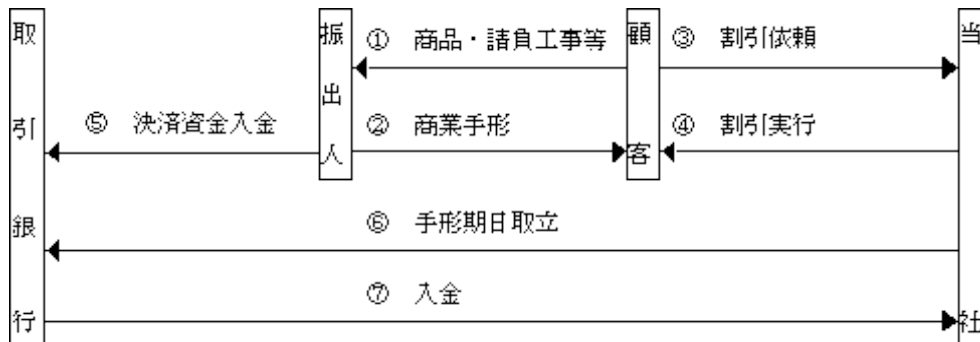 取引銀行
振出人
顧客
当社
① 商品・請負工事等
② 商業手形
③ 割引依頼
④ 割引実行
⑤ 決済資金入金
⑥ 手形期日取立
⑦ 入金